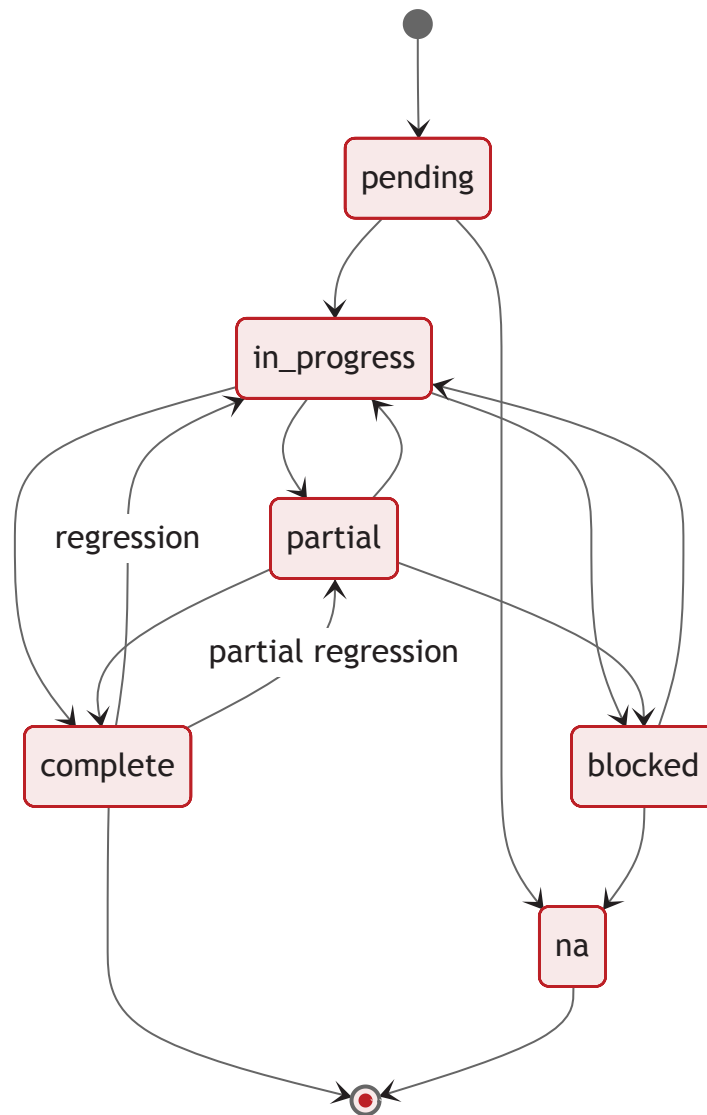 pending
in_progress
partial
regression
partial regression
complete
blocked
na